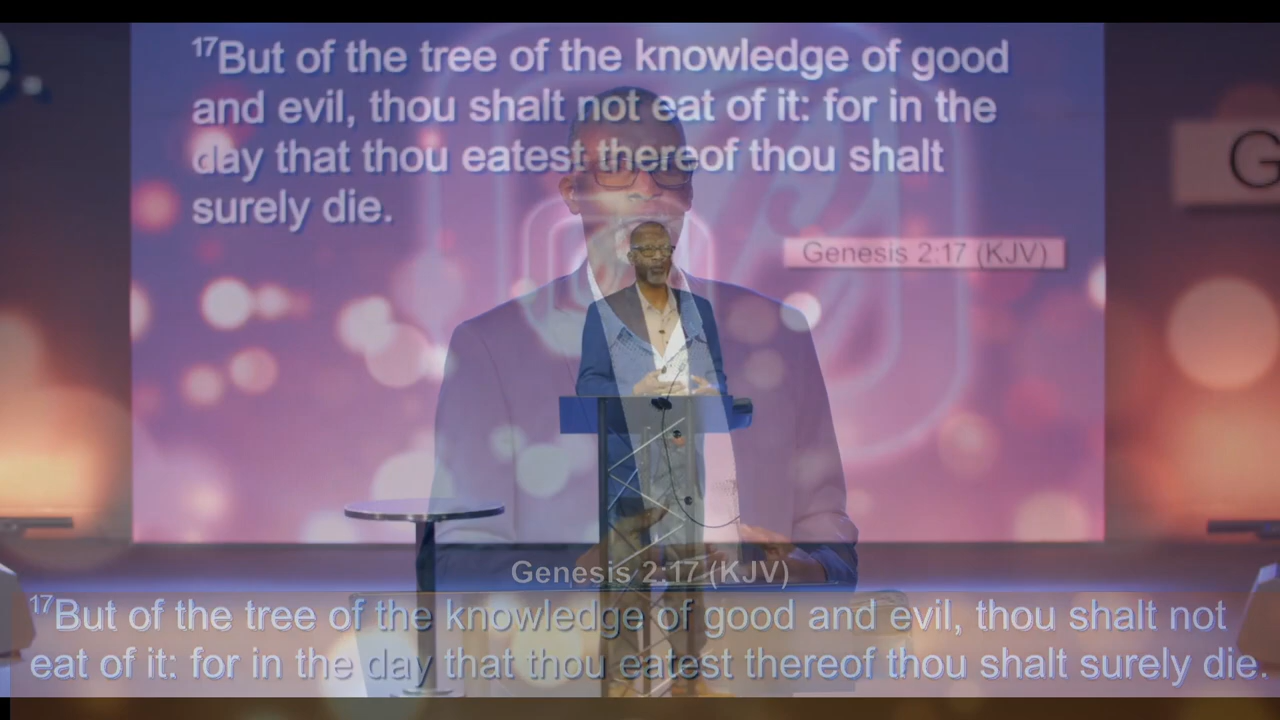 e.
17But of the tree of the knowledge of good
and evil, thou shalt not eat of it: for in the
day that thou eatest thereof thou shalt
surely die.
G
Genesis 2:17 (KJV)
Genesis 2:17 (KJV)
17But of the tree of the knowledge of good and evil, thou shalt not
eat of it: for in the day that thou eatest thereof thou shalt surely die.